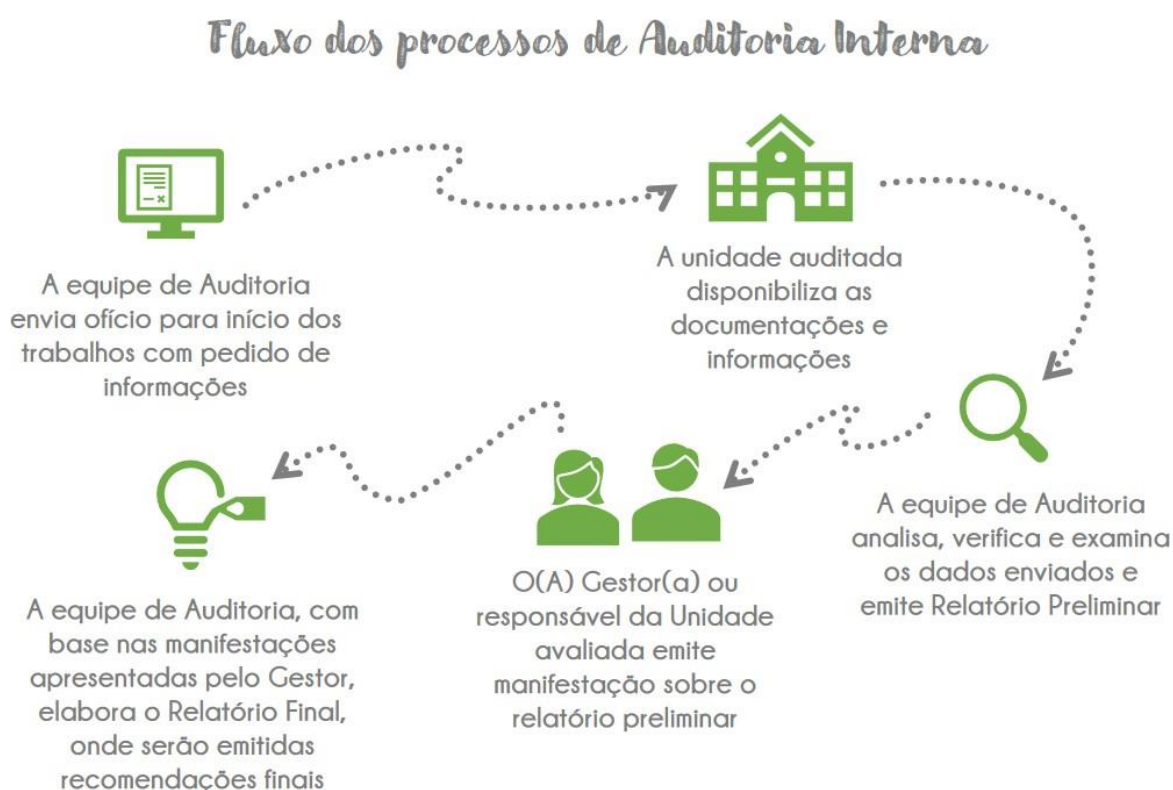 Fluxo dos processos de Auditoria Interna
A equipe de Auditoria
envia ofício para início dos
trabalhos com pedido de
informações
A unidade auditada
disponibiliza as
documentações e
informações
A equipe de Auditoria
analisa, verifica e examina
os dados enviados e
emite Relatório Preliminar
O(A) Gestor(a) ou
responsável da Unidade
avaliada emite
manifestação sobre o
relatório preliminar
A equipe de Auditoria, com
base nas manifestações
apresentadas pelo Gestor,
elabora o Relatório Final,
onde serão emitidas
recomendações finais